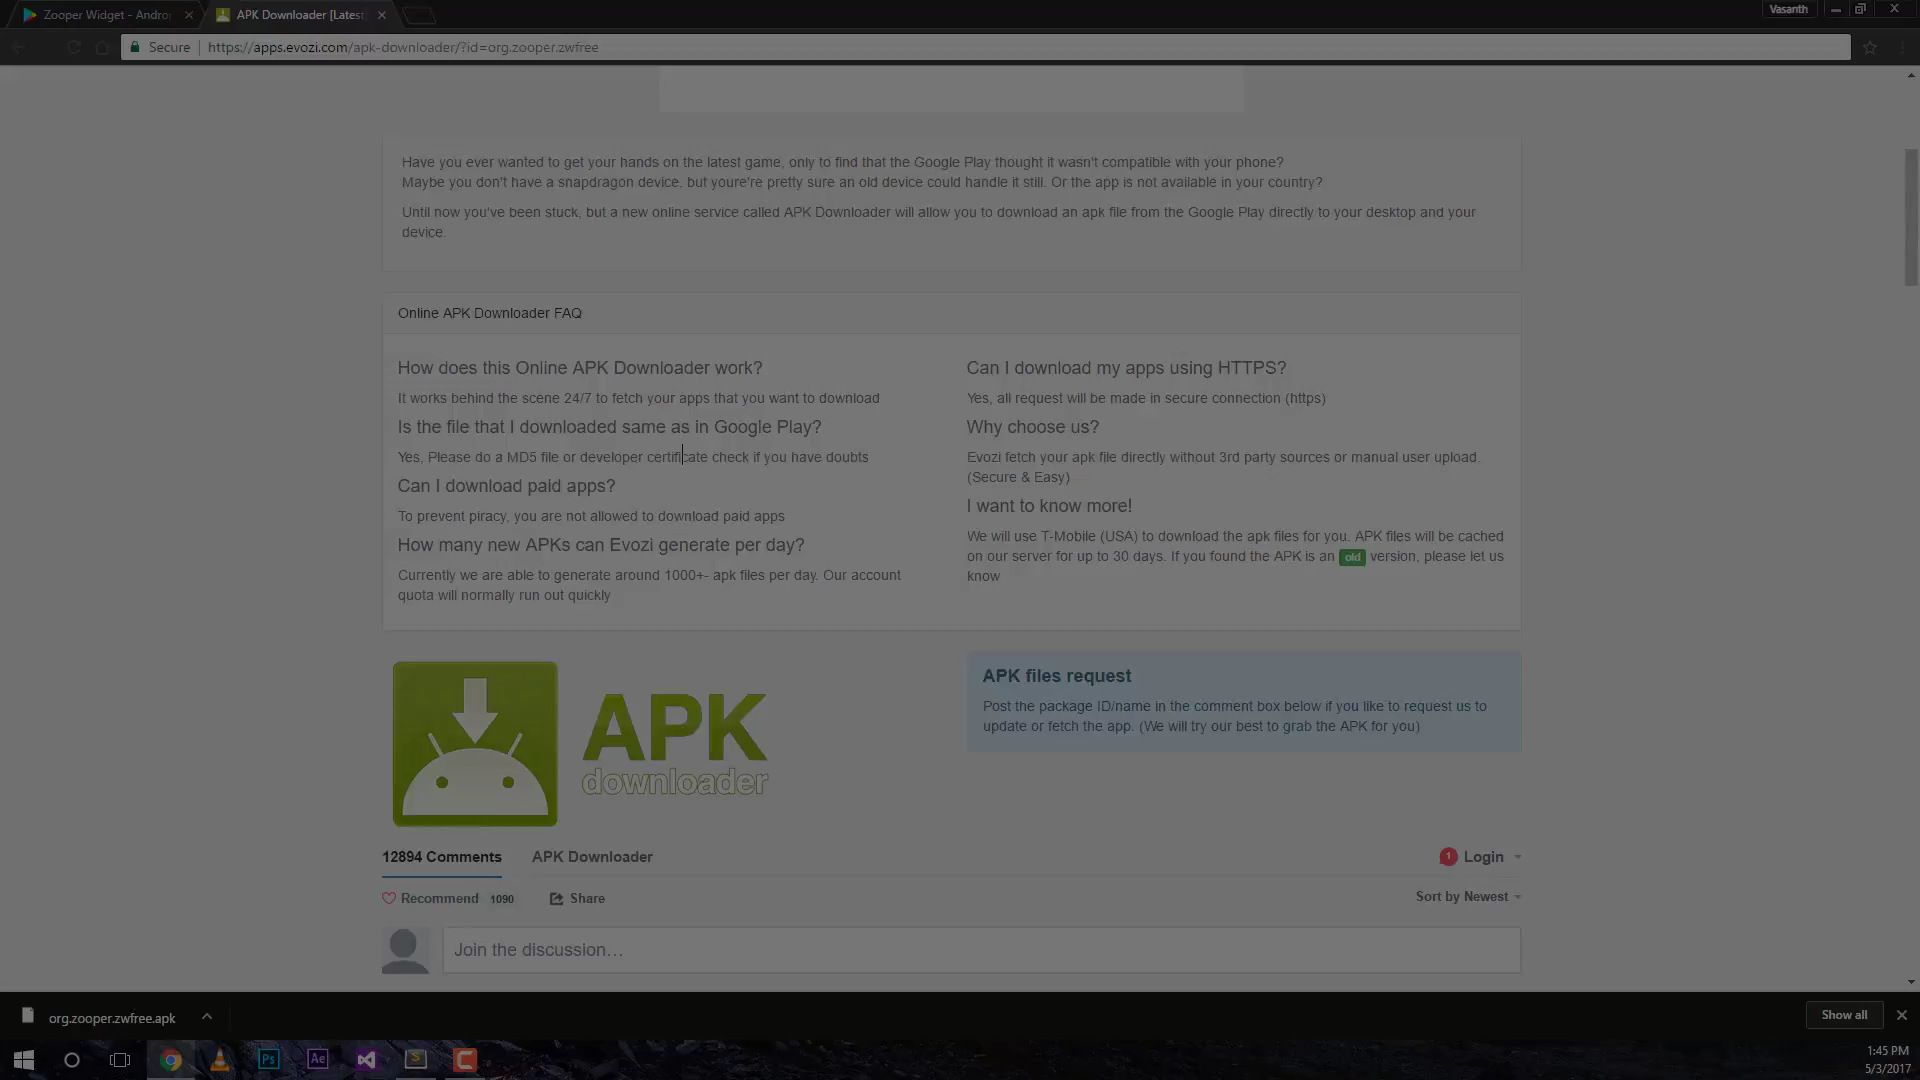 Zooper Widget - Andro
APK Downloader [Latest
Vasanth
Secure
https://apps.evozi.com/apk-downloader/?id=org.zooper.zwfree
Have you ever wanted to get your hands on the latest game, only to find that the Google Play thought it wasn't compatible with your phone?
Maybe you don't have a snapdragon device, but youre're pretty sure an old device could handle it still. Or the app is not available in your country?
Until now you've been stuck, but a new online service called APK Downloader will allow you to download an apk file from the Google Play directly to your desktop and your
device.
Online APK Downloader FAQ
How does this Online APK Downloader work?
It works behind the scene 24/7 to fetch your apps that you want to download
Is the file that I downloaded same as in Google Play?
Yes, Please do a MD5 file or developer certificate check if you have doubts
Can I download paid apps?
To prevent piracy, you are not allowed to download paid apps
How many new APKs can Evozi generate per day?
Currently we are able to generate around 1000+- apk files per day. Our account
quota will normally run out quickly
Can I download my apps using HTTPS?
Yes, all request will be made in secure connection (https)
Why choose us?
Evozi fetch your apk file directly without 3rd party sources or manual user upload.
(Secure & Easy)
I want to know more!
We will use T-Mobile (USA) to download the apk files for you. APK files will be cached
on our server for up to 30 days. If you found the APK is an old version, please let us
know
APK
downloader
APK files request
Post the package ID/name in the comment box below if you like to request us to
update or fetch the app. (We will try our best to grab the APK for you)
12894 Comments
APK Downloader
1
Login
Recommend 1090
Share
Sort by Newest
Join the discussion…
org.zooper.zwfree.apk
Show all
Ps
Ae
S
C
1:45 PM
5/3/2017